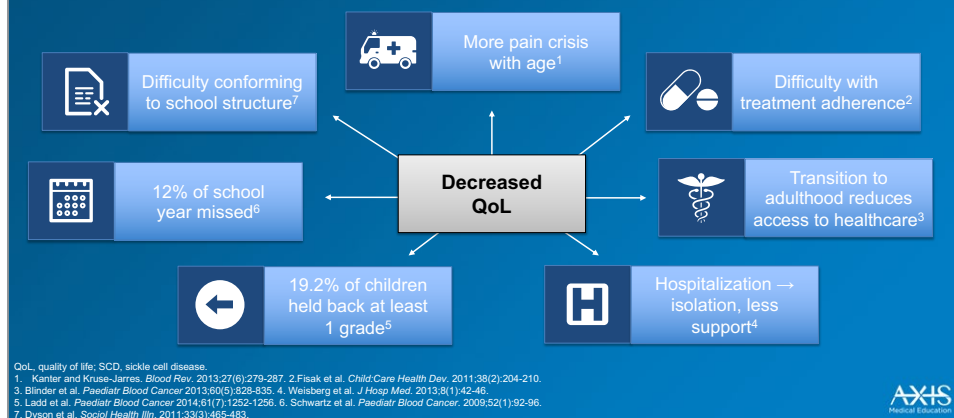 More pain crisis
with age1
Difficulty conforming
to school structure7
Difficulty with
treatment adherence2
Decreased
QoL
12% of school
year missed6
Transition to
adulthood reduces
access to healthcare3
19.2% of children
held back at least
1 grade5
H
Hospitalization →
isolation, less
support4
QoL, quality of life; SCD, sickle cell disease.
1. Kanter and Kruse-Jarres. Blood Rev. 2013;27(6):279-287. 2.Fisak et al. Child:Care Health Dev. 2011;38(2):204-210.
3. Blinder et al. Paediatr Blood Cancer 2013;60(5):828-835. 4. Weisberg et al. J Hosp Med. 2013;8(1):42-46.
5. Ladd et al. Paediatr Blood Cancer 2014;61(7):1252-1256. 6. Schwartz et al. Paediatr Blood Cancer. 2009;52(1):92-96.
7. Dyson et al. Sociol Health Illn. 2011;33(3):465-483.
AXIS
Medical Education